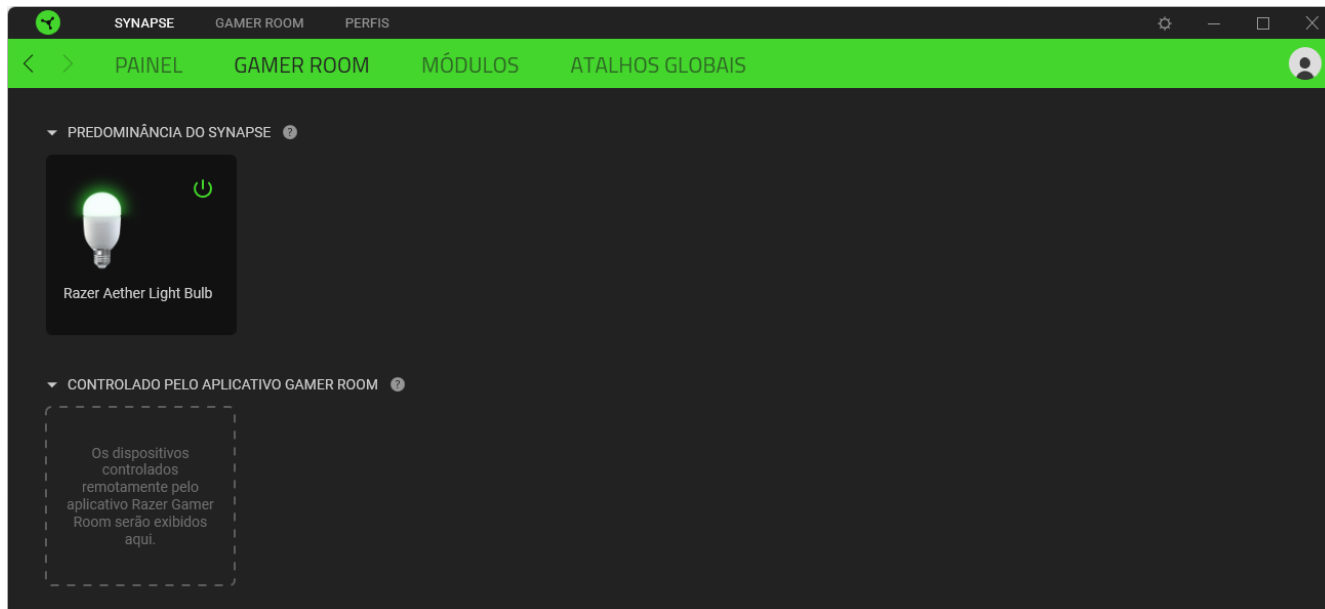 SYNAPSE GAMER ROOM PERFIS
PAINEL GAMER ROOM MÓDULOS ATALHOS GLOBAIS
PREDOMINÂNCIA DO SYNAPSE ?
Razer Aether Light Bulb
CONTROLADO PELO APLICATIVO GAMER ROOM ?
Os dispositivos
controlados
remotamente pelo
aplicativo Razer Gamer
Room serão exibidos
aqui.